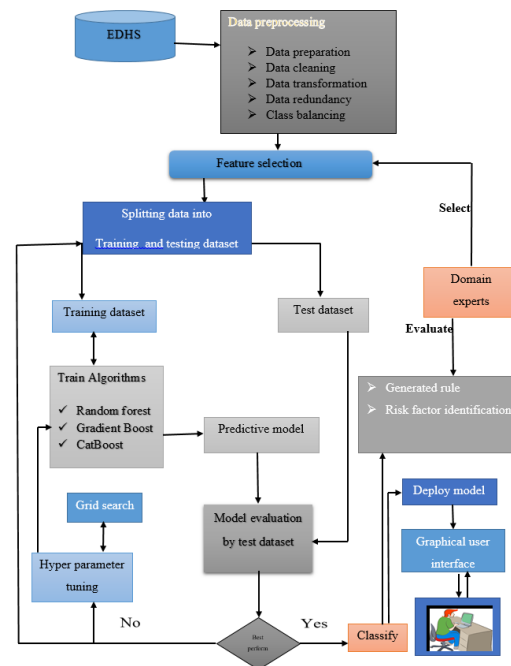 EDHS
Data preprocessing
➢ Data preparation
➢ Data cleaning
➢ Data transformation
➢ Data redundancy
➢ Class balancing
Feature selection
Select
Splitting data into
Training and testing dataset
Domain
experts
Evaluate
Training dataset
Test dataset
Train Algorithms
✓ Random forest
✓ Gradient Boost
✓ CatBoost
Predictive model
➢ Generated rule
➢ Risk factor identification
Grid search
Hyper parameter
tuning
Model evaluation
by test dataset
Deploy model
Graphical user
interface
No
Best
perform
Yes
Classify